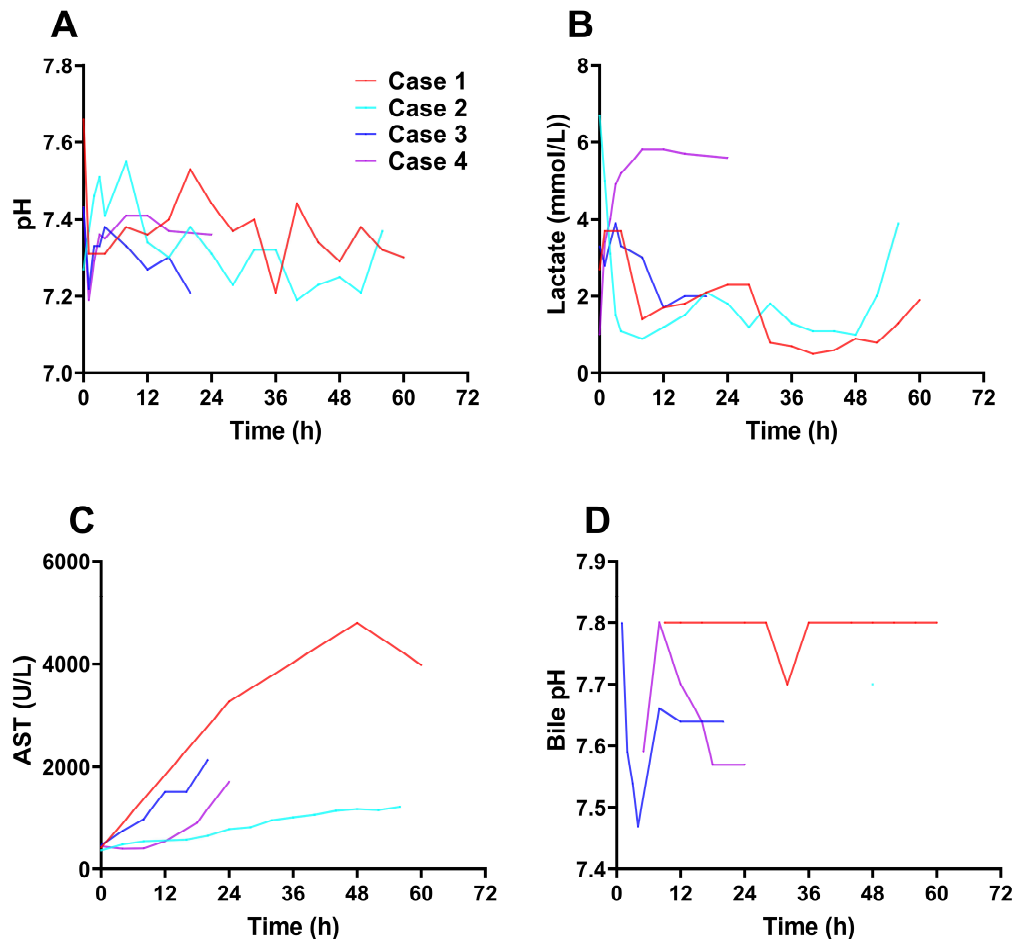 A
pH
7.8
7.6
7.4
7.2
7.0
0 12 24 36 48 60 72
Time (h)
Case 1
Case 2
Case 3
Case 4
B
Lactate (mmol/L))
8
6
4
2
0
0 12 24 36 48 60 72
Time (h)
C
AST (U/L)
6000
4000
2000
0
0 12 24 36 48 60 72
Time (h)
D
Bile pH
7.9
7.8
7.7
7.6
7.5
7.4
0 12 24 36 48 60 72
Time (h)